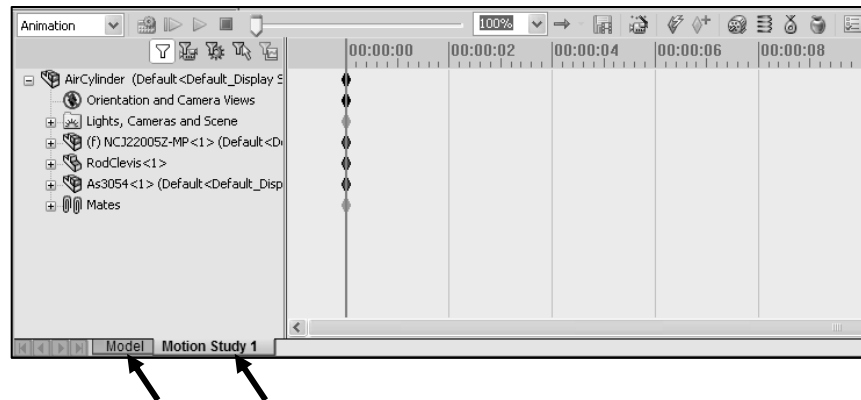 Animation 100%
00:00:00 00:00:02 00:00:04 00:00:06 00:00:08
AirCylinder (Default<Default_Display S
Orientation and Camera Views
Lights, Cameras and Scene
(f) NCJ22005Z-MP<1> (Default<D
RodClevis<1>
As3054<1> (Default<Default_Disp
Mates
Model Motion Study 1